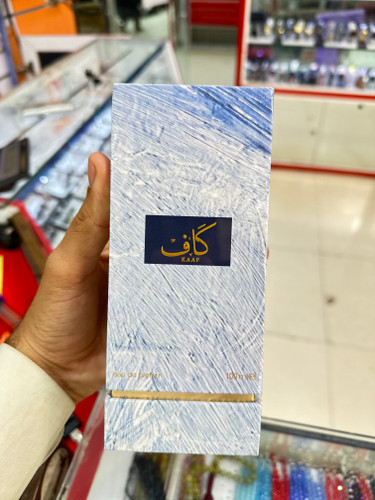 كاف
KAAF
eau de parfum
100 ml ℮